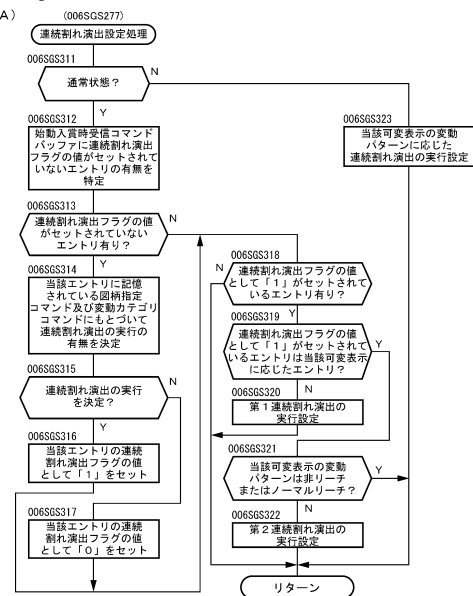 A)
(006SGS277)
連続割れ演出設定処理
006SGS311
通常状態？
N
Y
006SGS312
始動入賞時受信コマンド
バッファに連続割れ演出
フラグの値がセットされて
いないエントリの有無を
特定
006SGS313
連続割れ演出フラグの値
がセットされていない
エントリ有り？
N
Y
006SGS314
当該エントリに記憶
されている図柄指定
コマンド及び変動カテゴリ
コマンドにもとづいて
連続割れ演出の実行の
有無を決定
006SGS315
連続割れ演出の実行
を決定？
N
Y
006SGS316
当該エントリの連続
割れ演出フラグの値
として「1」をセット
006SGS317
当該エントリの連続
割れ演出フラグの値
として「0」をセット
006SGS318
N
連続割れ演出フラグの値
として「1」がセットされて
いるエントリ有り？
Y
006SGS319
連続割れ演出フラグの値
として「1」がセットされて
いるエントリは当該可変表示
に応じたエントリ？
Y
N
006SGS320
第1連続割れ演出の
実行設定
006SGS321
当該可変表示の変動
パターンは非リーチ
またはノーマルリーチ？
Y
N
006SGS322
第2連続割れ演出の
実行設定
006SGS323
当該可変表示の変動
パターンに応じた
連続割れ演出の実行設定
リターン